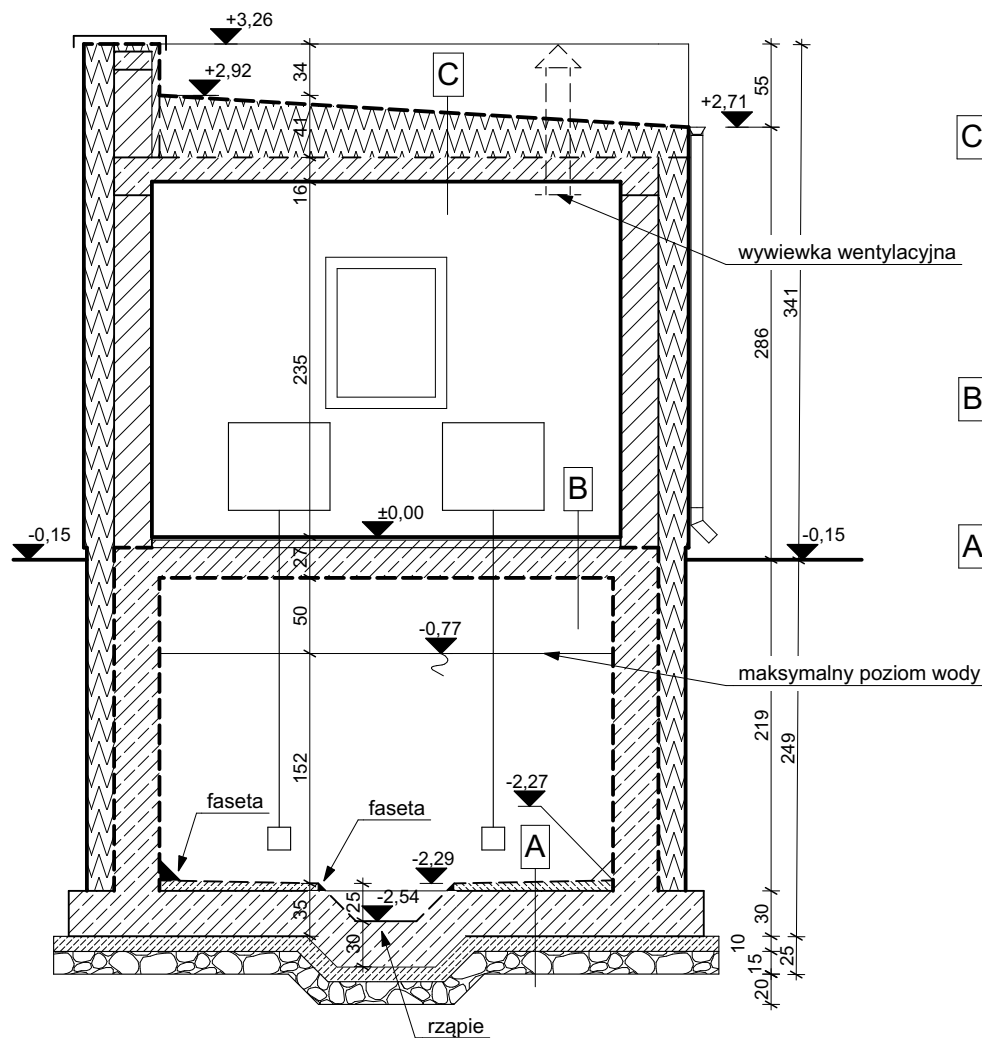 +3,26
34
C
55
+2,92
+2,71
41
C
16
wywiewka wentylacyjna
341
286
235
B
B
±0,00
-0,15
-0,15
A
27
50
-0,77
maksymalny poziom wody
219
249
152
-2,27
faseta
faseta
A
-2,29
35
25
-2,54
30
30
10
15
25
20
rząpie